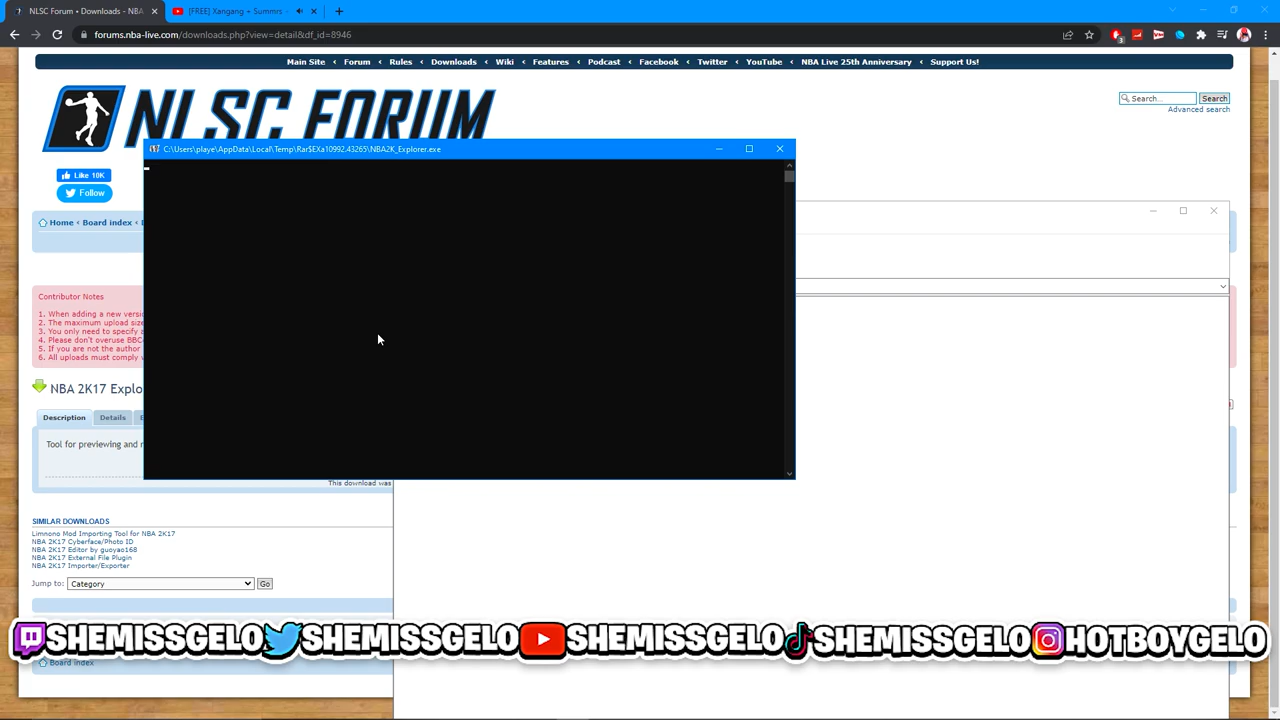 NLSC Forum • Downloads - NBA
[FREE] Xangang + Summrs -
forums.nba-live.com/downloads.php?view=detail&df_id=8946
3
Main Site ‹ Forum ‹ Rules ‹ Downloads ‹ Wiki ‹ Features ‹ Podcast ‹ Facebook ‹ Twitter ‹ YouTube ‹ NBA Live 25th Anniversary ‹ Support Us!
NLSC FORUM
Search...
Search
Advanced search
C:\Users\playe\AppData\Local\Temp\Rar$EXa10992.43265\NBA2K_Explorer.exe
Like 10K
Follow
Home ‹ Board index ‹
Contributor Notes
1. When adding a new versi
2. The maximum upload size
3. You only need to specify a
4. Please don't overuse BBC
5. If you are not the author
6. All uploads must comply
NBA 2K17 Explo
Description
Details
Tool for previewing and
This download was
SIMILAR DOWNLOADS
Limnono Mod Importing Tool for NBA 2K17
NBA 2K17 Cyberface/Photo ID
NBA 2K17 Editor by guoyao168
NBA 2K17 External File Plugin
NBA 2K17 Importer/Exporter
Jump to:
Category
Go
SHEMISSGELO SHEMISSGELO SHEMISSGELO SHEMISSGELO HOTBOYGELO
Board index